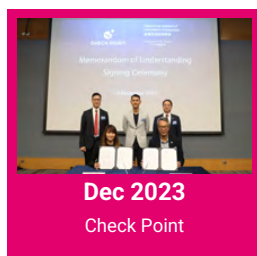 CHECK POINT
Memorandum of Understanding
Signing Ceremony
Dec 2023
Check Point